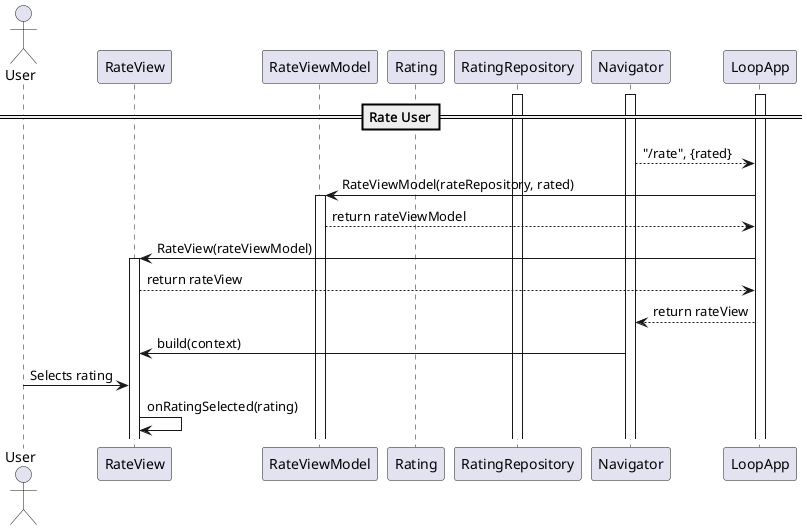 User
RateView
RateViewModel
Rating
RatingRepository
Navigator
LoopApp
Rate User
"/rate", {rated}
RateViewModel(rateRepository, rated)
return rateViewModel
RateView(rateViewModel)
return rateView
return rateView
build(context)
Selects rating
onRatingSelected(rating)
User
RateView
RateViewModel
Rating
RatingRepository
Navigator
LoopApp